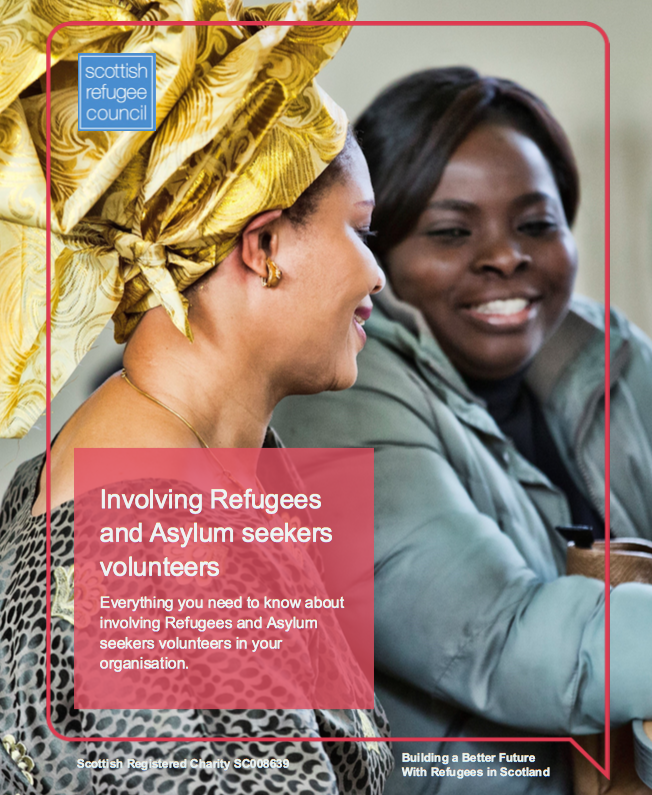 scottish
refugee
council
Involving Refugees
and Asylum seekers
volunteers
Everything you need to know about
involving Refugees and Asylum
seekers volunteers in your
organisation.
Scottish Registered Charity SC008639
Building a Better Future
With Refugees in Scotland